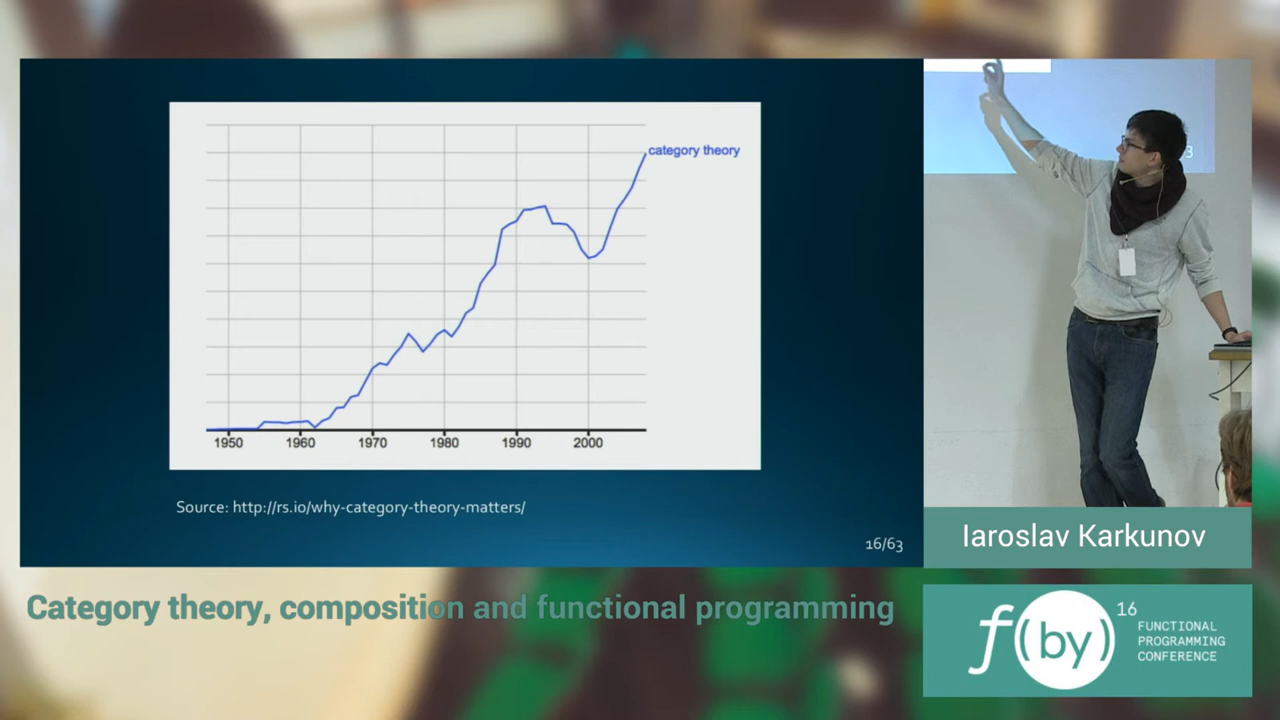 category theory
1950 1960 1970 1980 1990 2000
Source: http://rs.io/why-category-theory-matters/
16/63
3
Iaroslav Karkunov
Category theory, composition and functional programming
f(by) 16
FUNCTIONAL
PROGRAMMING
CONFERENCE